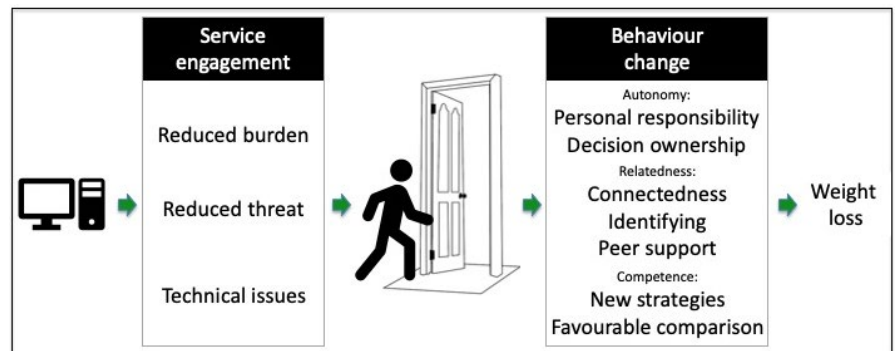 Service
engagement
Reduced burden
Reduced threat
Technical issues
Behaviour
change
Autonomy:
Personal responsibility
Decision ownership
Relatedness:
Connectedness
Identifying
Peer support
Competence:
New strategies
Favourable comparison
Weight
loss